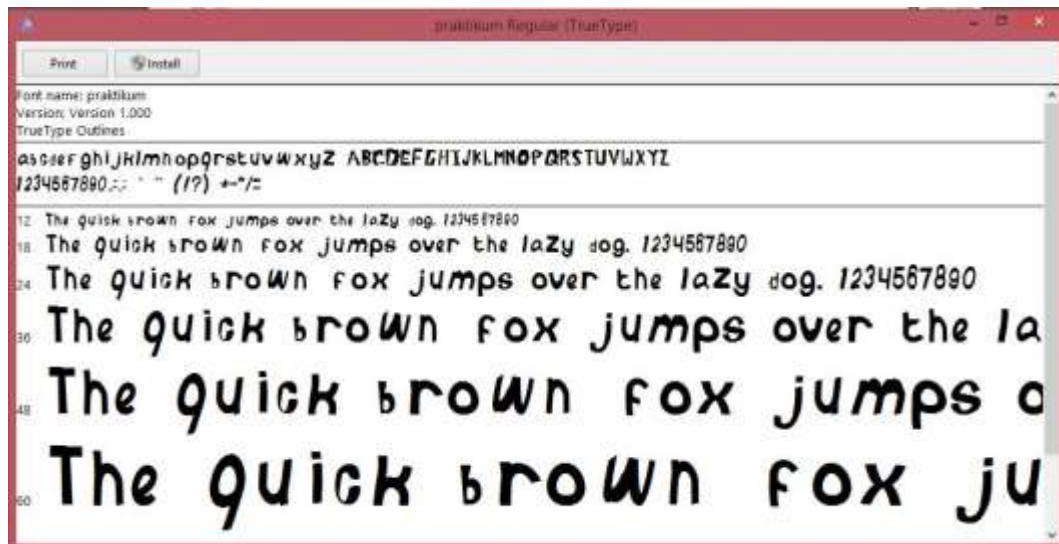 praktikum Regular (TrueType)
Print Install
Font name: praktikum
Version: Version 1.000
TrueType Outlines
abcdefghijklmnopqrstuvwxyz ABCDEFGHIJKLMNOPQRSTUVWXYZ
1234567890.:; ' " (!?) +-*/=
12 The quick brown fox jumps over the lazy dog. 1234567890
18 The quick brown fox jumps over the lazy dog. 1234567890
24 The quick brown fox jumps over the lazy dog. 1234567890
36 The quick brown fox jumps over the la
48 The quick brown fox jumps o
60 The quick brown fox ju